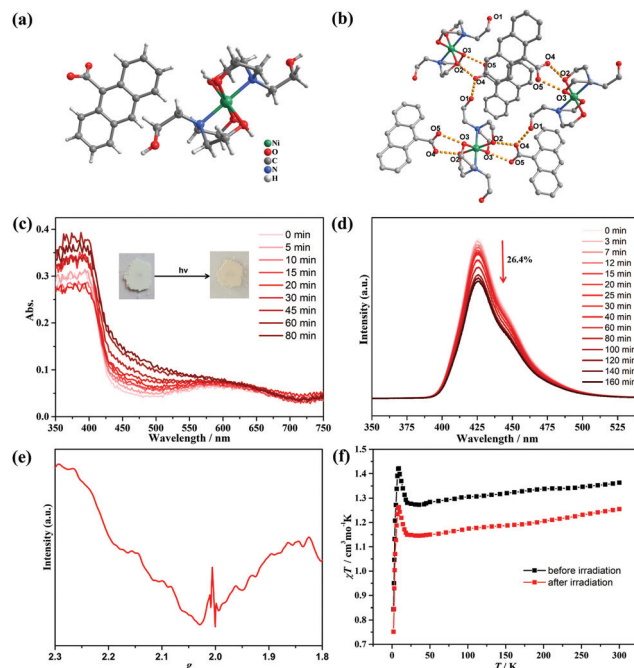 (a)
Ni
O
C
N
H
(b)
O1
O3
O5
O2
O4
O1
O4
O5
O2
O3
O1
O5
O4
O3
O2
O2
O3
O4
O5
(c)
Abs.
0.4
0.3
0.2
0.1
0.0
350 400 450 500 550 600 650 700 750
Wavelength / nm
hv
0 min
5 min
10 min
15 min
20 min
30 min
45 min
60 min
80 min
(d)
Intensity (a.u.)
350 375 400 425 450 475 500 525
Wavelength / nm
26.4%
0 min
3 min
7 min
12 min
15 min
20 min
25 min
30 min
40 min
60 min
80 min
100 min
120 min
140 min
160 min
(e)
Intensity (a.u.)
2.3 2.2 2.1 2.0 1.9 1.8
g
(f)
χT / cm³ mo⁻¹K
1.5
1.4
1.3
1.2
1.1
1.0
0.9
0.8
0.7
0 50 100 150 200 250 300
T / K
before irradiation
after irradiation